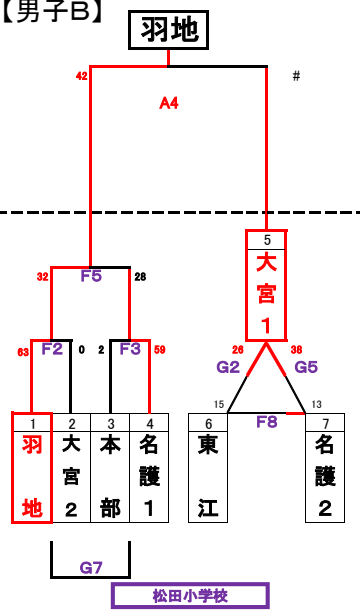 【男子B】
羽地
42
#
A4
5
大宮1
32
F5
28
63
F2
0
2
F3
59
26
38
G2
G5
15
13
F8
1
2
3
4
6
7
羽地
大宮2
本部
名護1
東江
名護2
G7
松田小学校